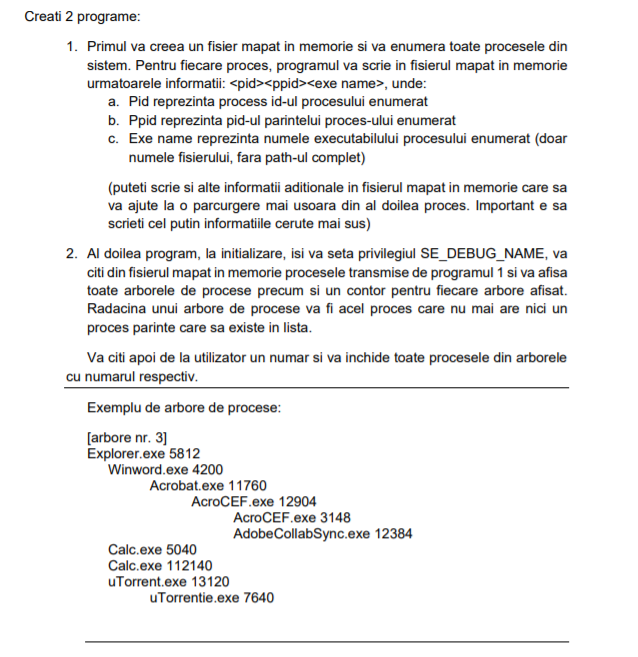 Creati 2 programe:
1. Primul va creea un fisier mapat in memorie si va enumera toate procesele din
sistem. Pentru fiecare proces, programul va scrie in fisierul mapat in memorie
urmatoarele informatii: <pid><ppid><exe name>, unde:
a. Pid reprezinta process id-ul procesului enumerat
b. Ppid reprezinta pid-ul parintelui proces-ului enumerat
c. Exe name reprezinta numele executabilului procesului enumerat (doar
numele fisierului, fara path-ul complet)
(puteti scrie si alte informatii aditionale in fisierul mapat in memorie care sa
va ajute la o parcurgere mai usoara din al doilea proces. Important e sa
scrieti cel putin informatiile cerute mai sus)
2. Al doilea program, la initializare, isi va seta privilegiul SE_DEBUG_NAME, va
citi din fisierul mapat in memorie procesele transmise de programul 1 si va afisa
toate arborele de procese precum si un contor pentru fiecare arbore afisat.
Radacina unui arbore de procese va fi acel proces care nu mai are nici un
proces parinte care sa existe in lista.
Va citi apoi de la utilizator un numar si va inchide toate procesele din arborele
cu numarul respectiv.
Exemplu de arbore de procese:
[arbore nr. 3]
Explorer.exe 5812
Winword.exe 4200
Acrobat.exe 11760
AcroCEF.exe 12904
AcroCEF.exe 3148
AdobeCollabSync.exe 12384
Calc.exe 5040
Calc.exe 112140
uTorrent.exe 13120
uTorrentie.exe 7640